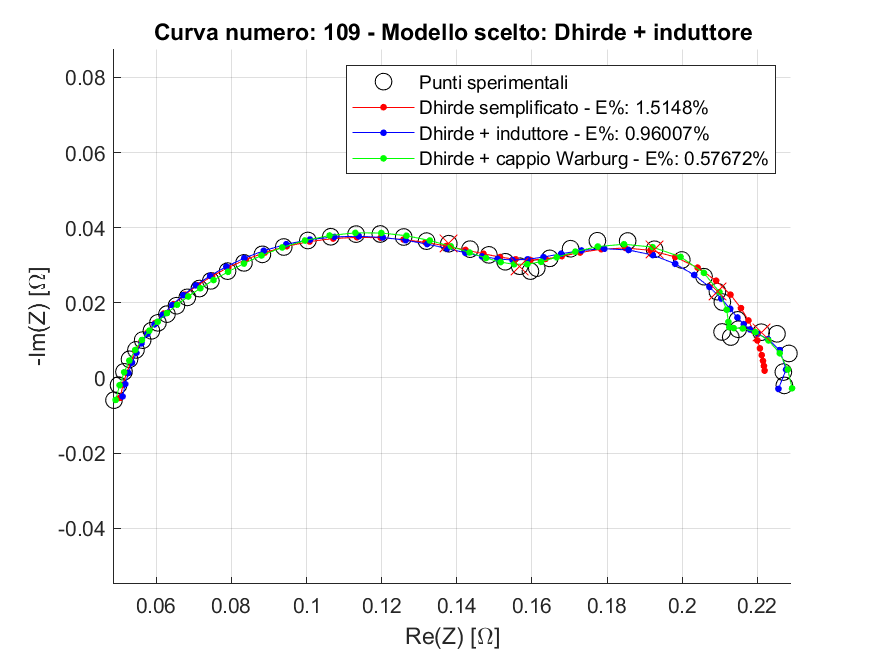 Curva numero: 109 - Modello scelto: Dhirde + induttore
Punti sperimentali
Dhirde semplificato - E%: 1.5148%
Dhirde + induttore - E%: 0.96007%
Dhirde + cappio Warburg - E%: 0.57672%
0.08
0.06
0.04
0.02
0
-0.02
-0.04
-Im(Z) [Ω]
0.06 0.08 0.1 0.12 0.14 0.16 0.18 0.2 0.22
Re(Z) [Ω]